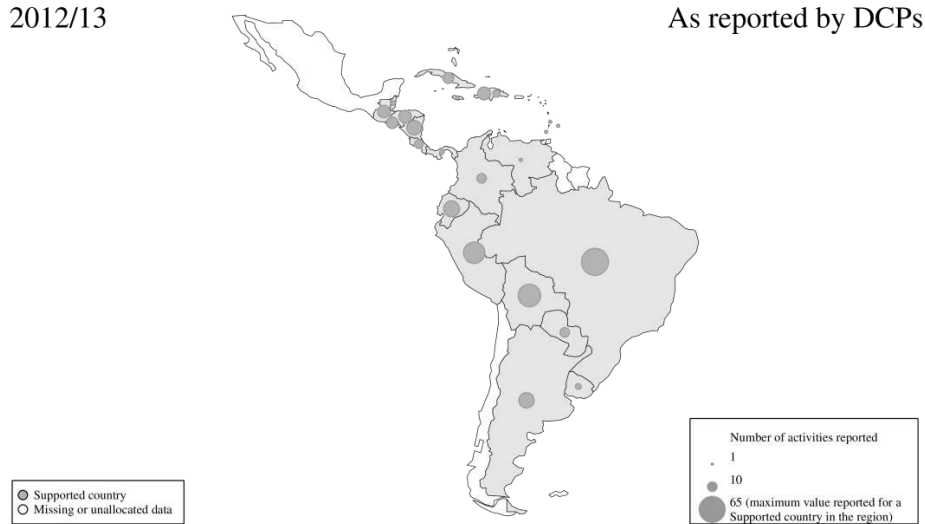 2012/13
As reported by DCPs
Supported country
Missing or unallocated data
Number of activities reported
1
10
65 (maximum value reported for a
Supported country in the region)